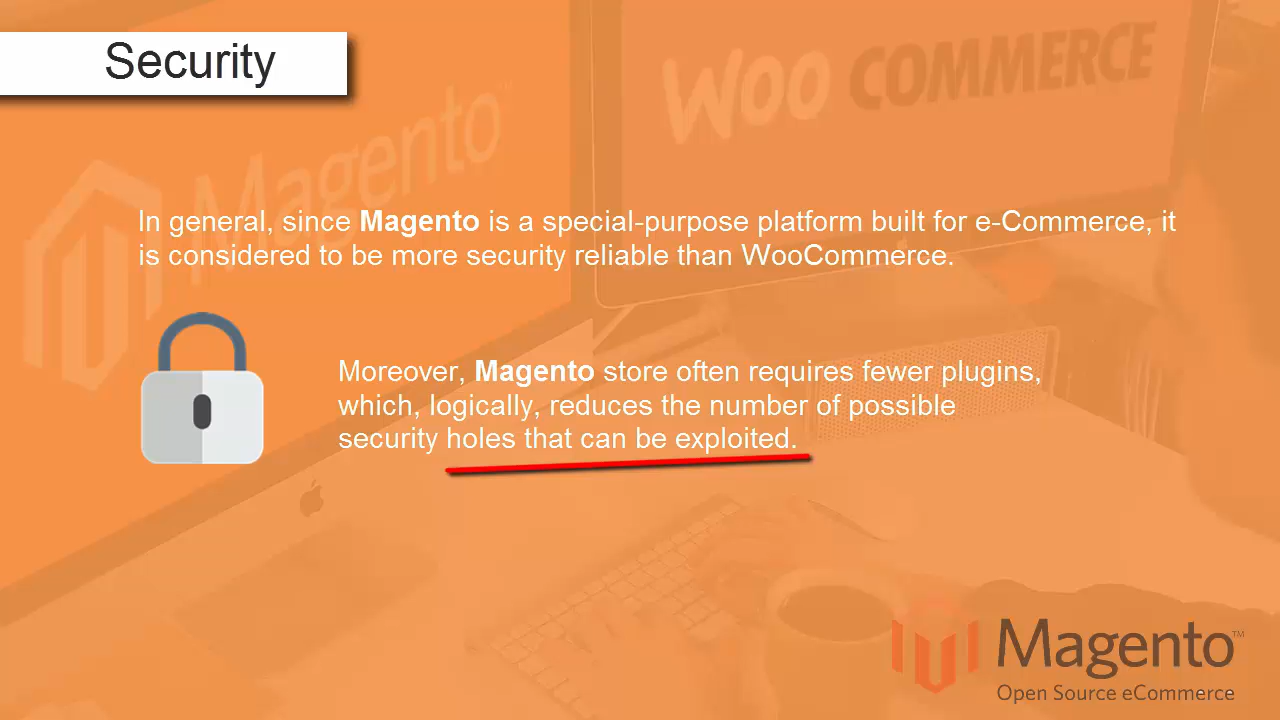 Security
WOO COMMERCE
Magento
In general, since Magento is a special-purpose platform built for e-Commerce, it
is considered to be more security reliable than WooCommerce.
Moreover, Magento store often requires fewer plugins,
which, logically, reduces the number of possible
security holes that can be exploited.
Magento™
Open Source eCommerce